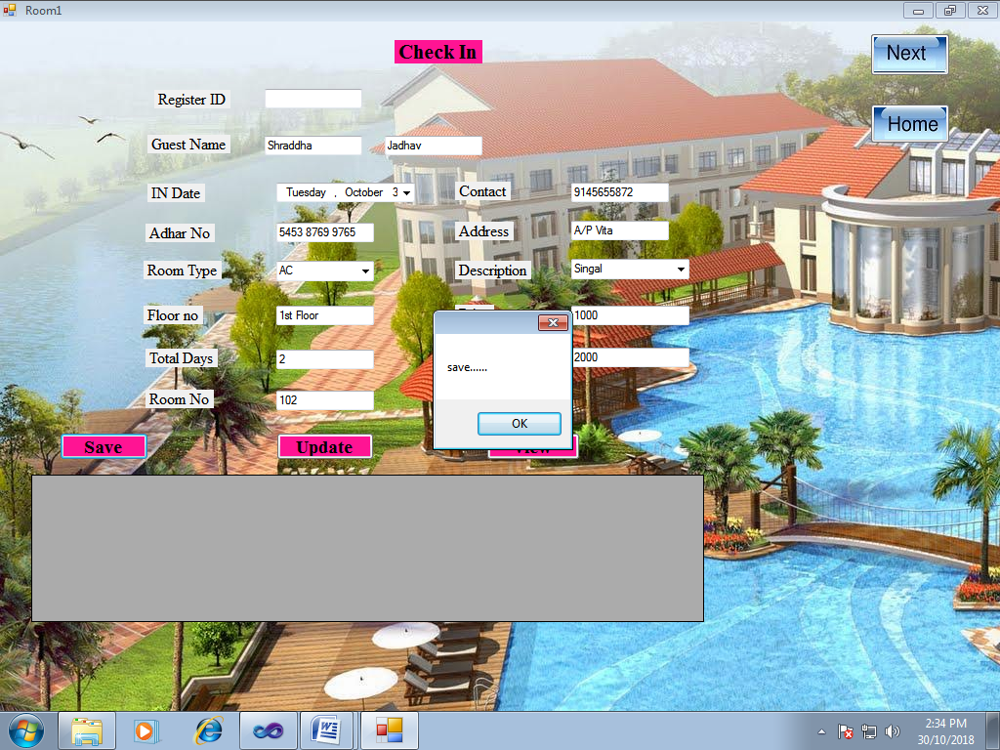 Room1
Check In
Next
Register ID
Home
Guest Name Shraddha Jadhav
IN Date Tuesday , October 3 Contact 9145655872
Adhar No 5453 8769 9765 Address A/P Vita
Room Type AC Description Singal
Floor no 1st Floor 1000
Total Days 2 2000
save......
Room No 102
OK
Save Update View
2:34 PM
30/10/2018